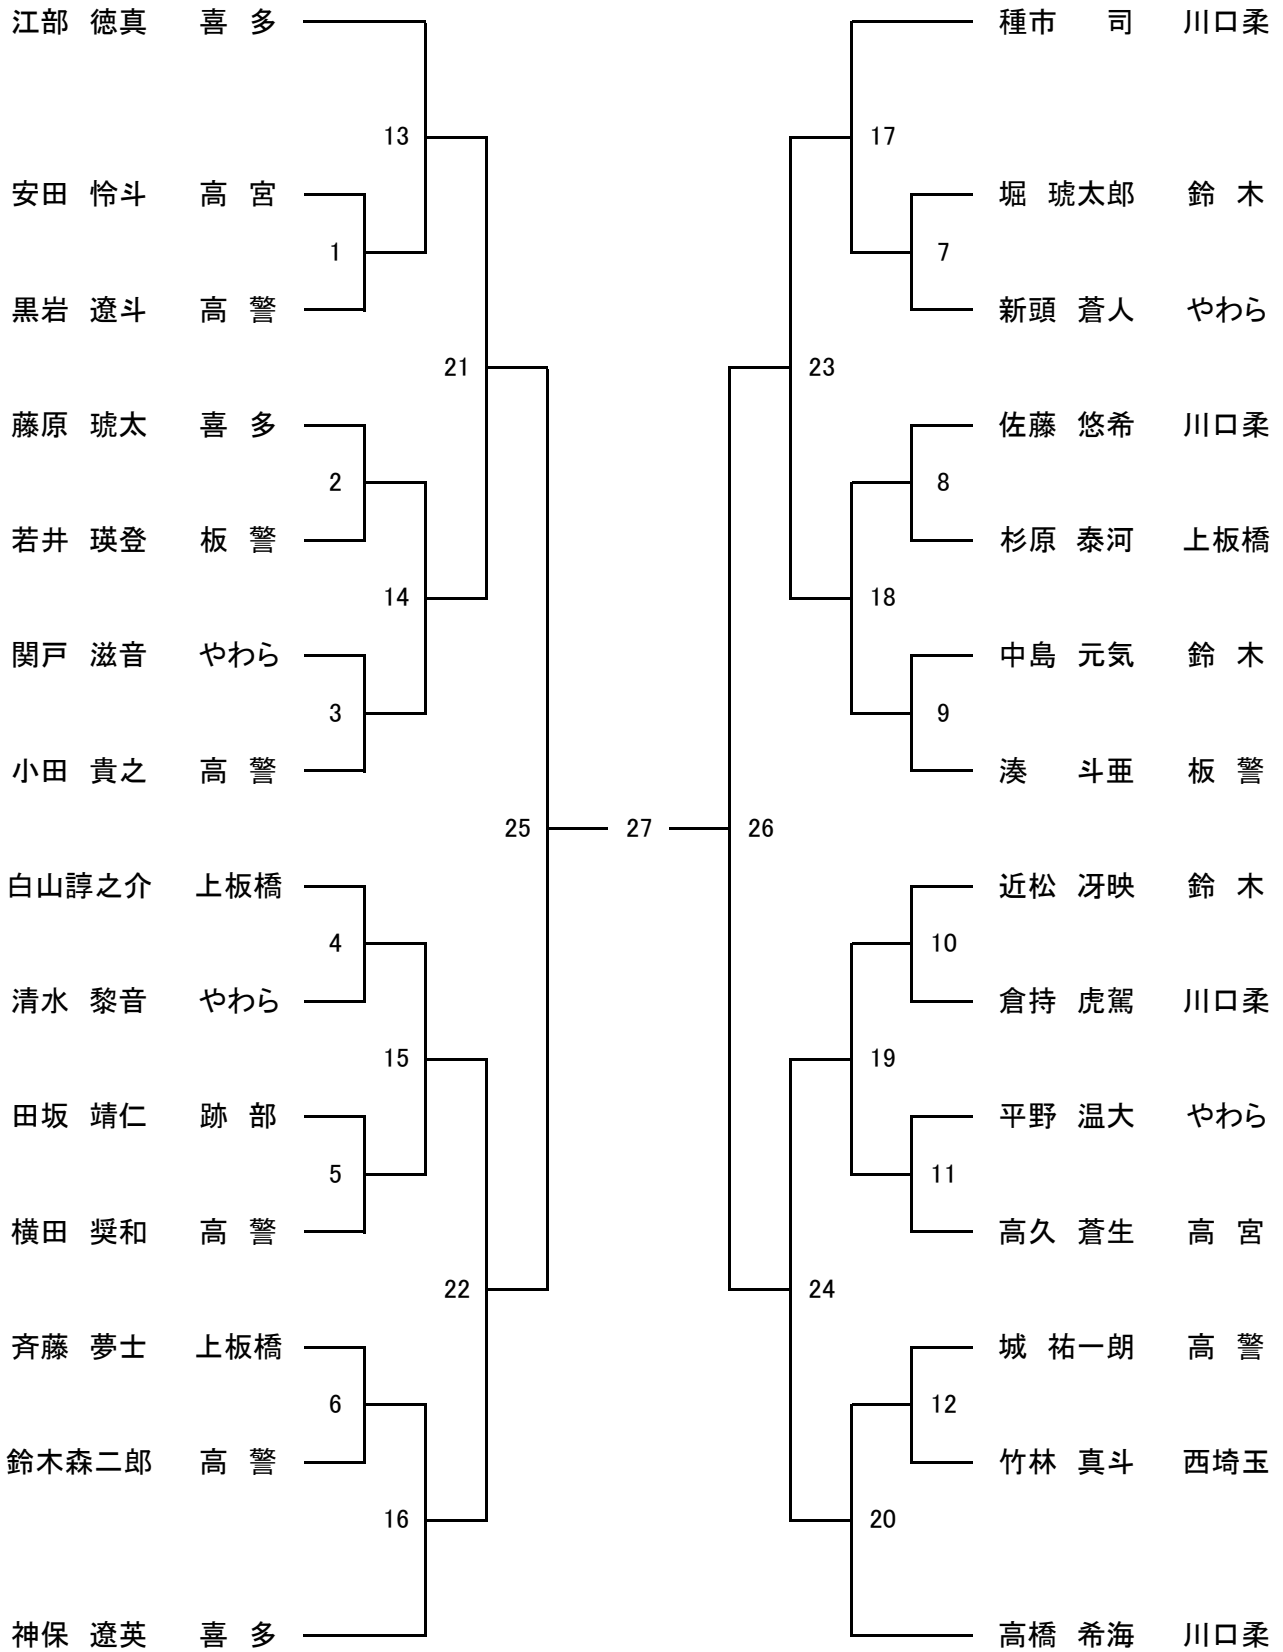 江部 徳真 喜 多
種市 司 川口柔
13
17
安田 怜斗 高 宮
堀 琥太郎 鈴 木
1
7
黒岩 遼斗 高 警
新頭 蒼人 やわら
21
23
藤原 琥太 喜 多
佐藤 悠希 川口柔
2
8
若井 瑛登 板 警
杉原 泰河 上板橋
14
18
関戸 滋音 やわら
中島 元気 鈴 木
3
9
小田 貴之 高 警
湊 斗亜 板 警
25 27 26
白山諄之介 上板橋
近松 冴映 鈴 木
4
10
清水 黎音 やわら
倉持 虎駕 川口柔
15
19
田坂 靖仁 跡 部
平野 温大 やわら
5
11
横田 奨和 高 警
高久 蒼生 高 宮
22
24
斉藤 夢士 上板橋
城 祐一朗 高 警
6
12
鈴木森二郎 高 警
竹林 真斗 西埼玉
16
20
神保 遼英 喜 多
高橋 希海 川口柔